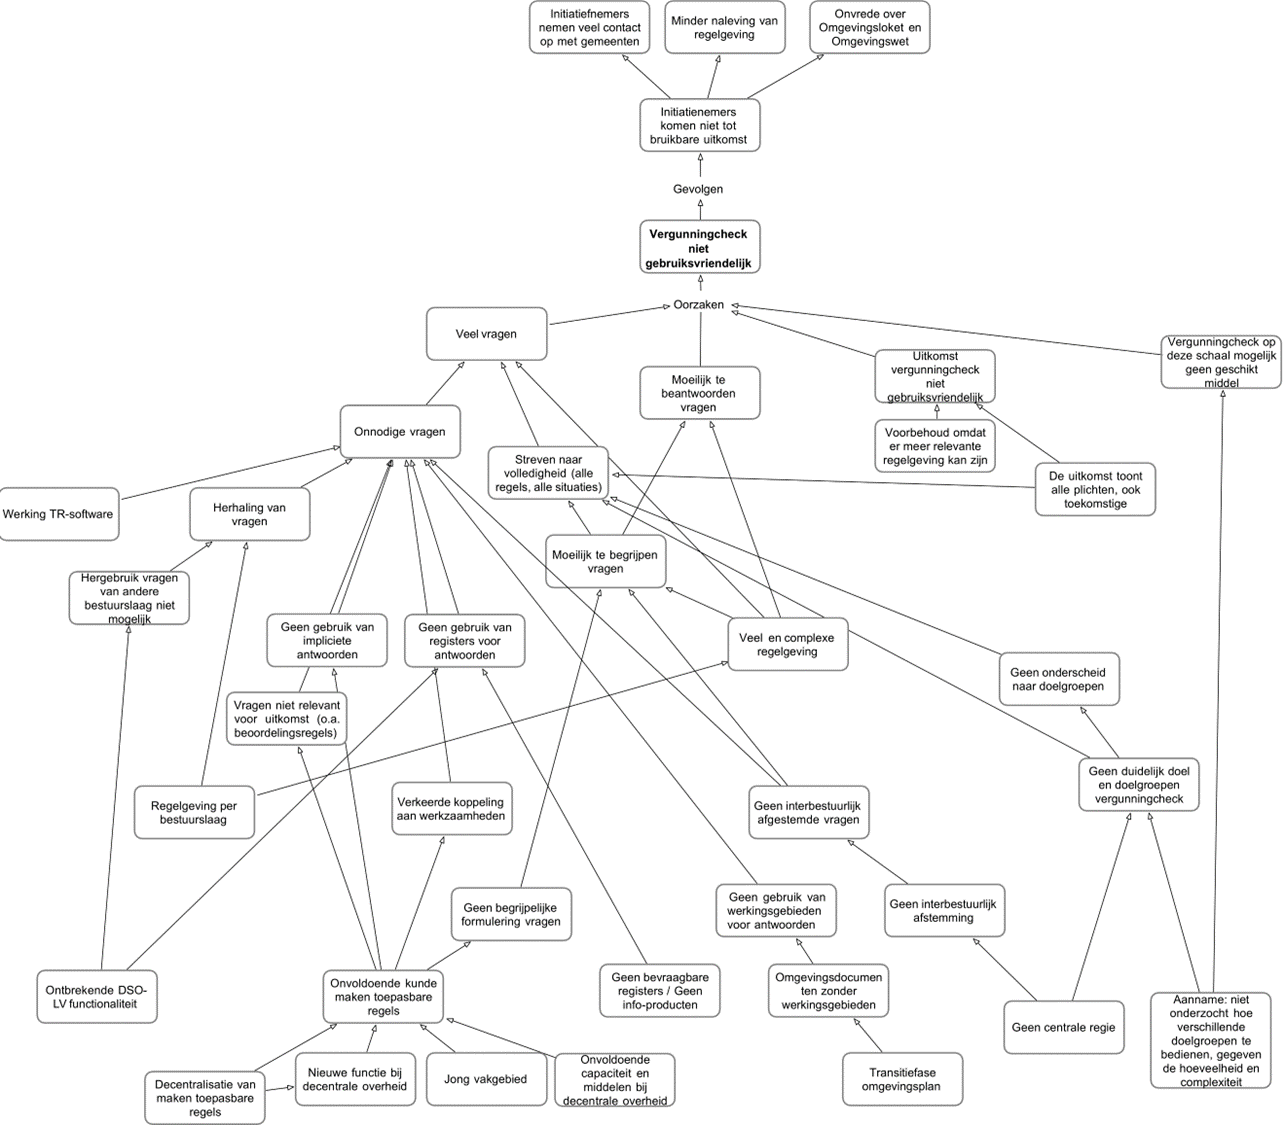 Initiatiefnemers
nemen veel contact
op met gemeenten
Minder naleving van
regelgeving
Onvrede over
Omgevingsloket en
Omgevingswet
Initiatienemers
komen niet tot
bruikbare uitkomst
Gevolgen
Vergunningcheck
niet
gebruiksvriendelijk
Oorzaken
Veel vragen
Moeilijk te
beantwoorden
vragen
Uitkomst
vergunningcheck
niet
gebruiksvriendelijk
Vergunningcheck op
deze schaal mogelijk
geen geschikt
middel
Onnodige vragen
Voorbehoud omdat
er meer relevante
regelgeving kan zijn
Streven naar
volledigheid (alle
regels, alle situaties)
De uitkomst toont
alle plichten, ook
toekomstige
Werking TR-software
Herhaling van
vragen
Moeilijk te begrijpen
vragen
Hergebruik vragen
van andere
bestuurslaag niet
mogelijk
Geen gebruik van
impliciete
antwoorden
Geen gebruik van
registers voor
antwoorden
Veel en complexe
regelgeving
Geen onderscheid
naar doelgroepen
Vragen niet relevant
voor uitkomst (o.a.
beoordelingsregels)
Regelgeving per
bestuurslaag
Verkeerde koppeling
aan werkzaamheden
Geen interbestuurlijk
afgestemde vragen
Geen duidelijk doel
en doelgroepen
vergunningcheck
Geen begrijpelijke
formulering vragen
Geen gebruik van
werkingsgebieden
voor antwoorden
Geen interbestuurlijk
afstemming
Ontbrekende DSO-
LV functionaliteit
Onvoldoende kunde
maken toepasbare
regels
Geen bevraagbare
registers / Geen
info-producten
Omgevingsdocumen
ten zonder
werkingsgebieden
Geen centrale regie
Aanname: niet
onderzocht hoe
verschillende
doelgroepen te
bedienen, gegeven
de hoeveelheid en
complexiteit
Decentralisatie van
maken toepasbare
regels
Nieuwe functie bij
decentrale overheid
Jong vakgebied
Onvoldoende
capaciteit en
middelen bij
decentrale overheid
Transitiefase
omgevingsplan